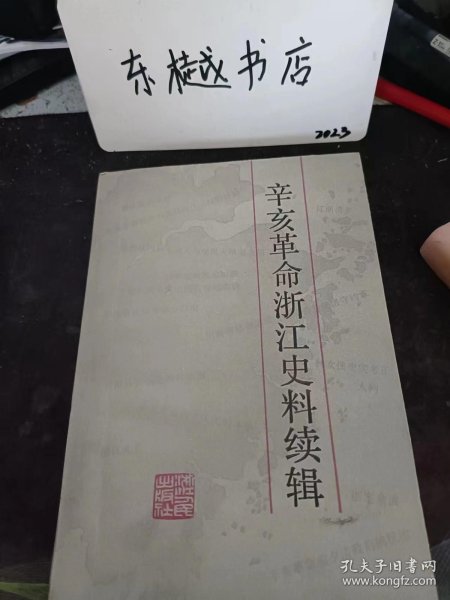 东樾书店
2023
辛亥革命浙江史料续辑
浙江人民
出版社
孔夫子旧书网
www.kongfz.com